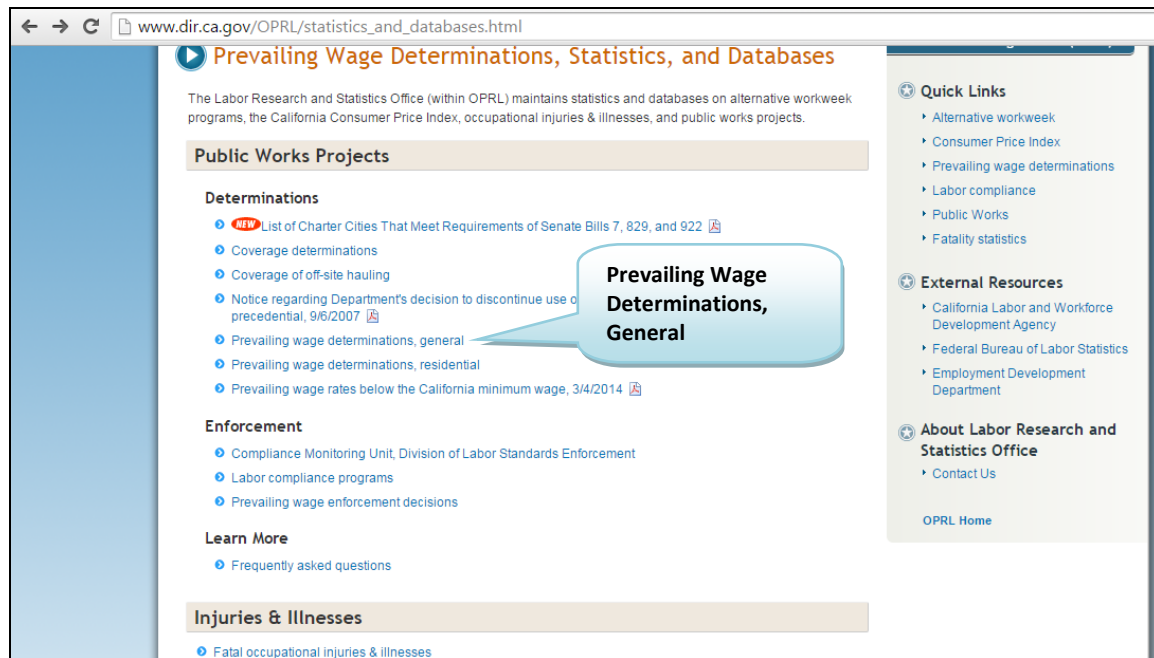 www.dir.ca.gov/OPRL/statistics_and_databases.html
Prevailing Wage Determinations, Statistics, and Databases
The Labor Research and Statistics Office (within OPRL) maintains statistics and databases on alternative workweek
programs, the California Consumer Price Index, occupational injuries & illnesses, and public works projects.
Public Works Projects
Determinations
NEW List of Charter Cities That Meet Requirements of Senate Bills 7, 829, and 922
Coverage determinations
Coverage of off-site hauling
Notice regarding Department's decision to discontinue use o
precedential, 9/6/2007
Prevailing wage determinations, general
Prevailing wage determinations, residential
Prevailing wage rates below the California minimum wage, 3/4/2014
Prevailing Wage
Determinations,
General
Enforcement
Compliance Monitoring Unit, Division of Labor Standards Enforcement
Labor compliance programs
Prevailing wage enforcement decisions
Learn More
Frequently asked questions
Injuries & Illnesses
Fatal occupational injuries & illnesses
Quick Links
Alternative workweek
Consumer Price Index
Prevailing wage determinations
Labor compliance
Public Works
Fatality statistics
External Resources
California Labor and Workforce
Development Agency
Federal Bureau of Labor Statistics
Employment Development
Department
About Labor Research and
Statistics Office
Contact Us
OPRL Home